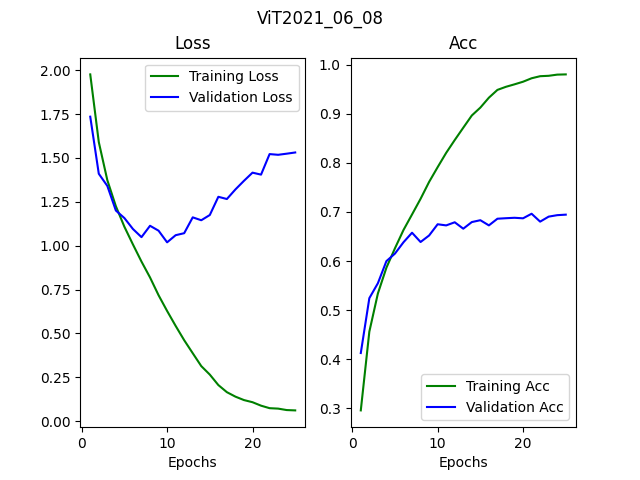 ViT2021_06_08
Loss
Training Loss
Validation Loss
2.00
1.75
1.50
1.25
1.00
0.75
0.50
0.25
0.00
0
10
20
Epochs
Acc
1.0
0.9
0.8
0.7
0.6
0.5
0.4
0.3
Training Acc
Validation Acc
0
10
20
Epochs